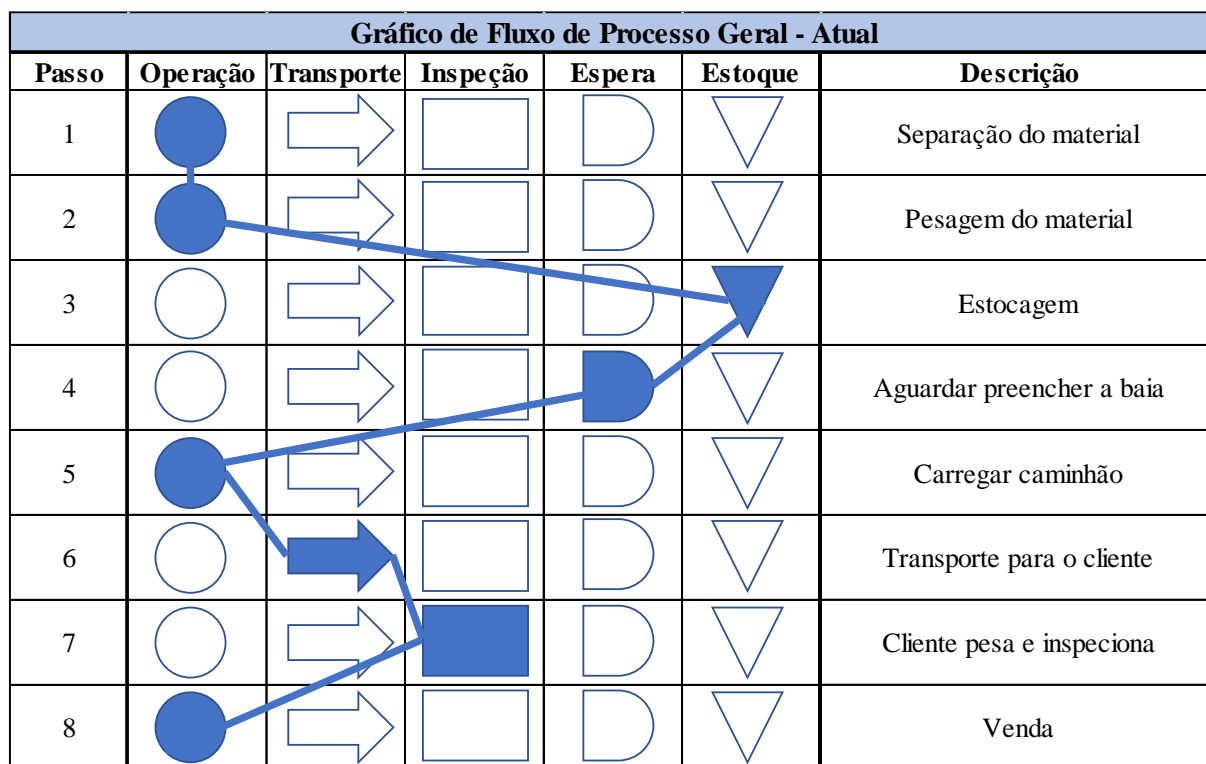 Gráfico de Fluxo de Processo Geral - Atual
Passo Operação Transporte Inspeção Espera Estoque Descrição
1 Separação do material
2 Pesagem do material
3 Estocagem
4 Aguardar preencher a baia
5 Carregar caminhão
6 Transporte para o cliente
7 Cliente pesa e inspeciona
8 Venda